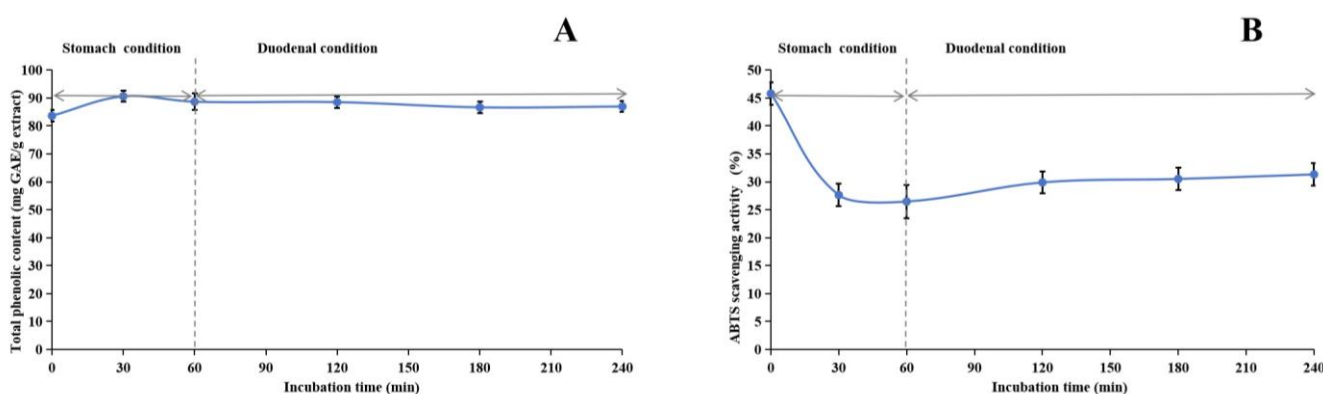 A
Stomach condition
Duodenal condition
Total phenolic content (mg GAE/g extract)
100
90
80
70
60
50
40
30
20
10
0
0 30 60 90 120 150 180 210 240
Incubation time (min)
B
Stomach condition
Duodenal condition
ABTS scavenging activity (%)
50
45
40
35
30
25
20
15
10
5
0
0 30 60 90 120 150 180 210 240
Incubation time (min)